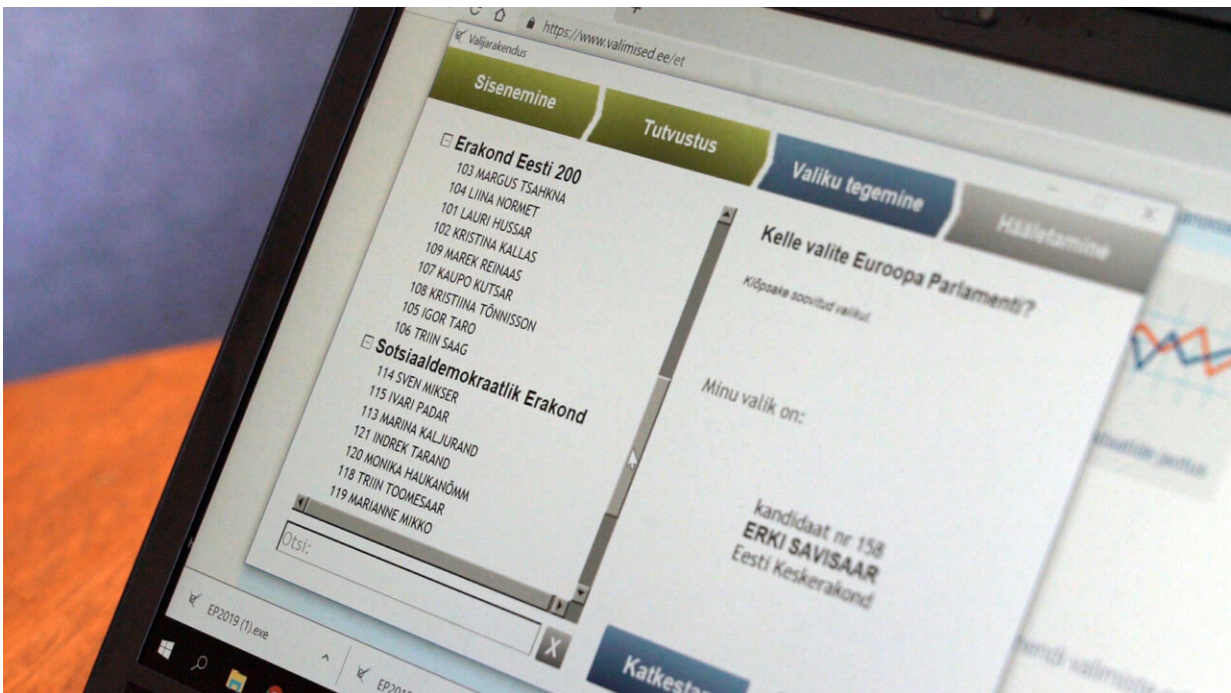 https://www.valimised.ee/et
Valijarakendus
Sisenemine
Tutvustus
Valiku tegemine
Hääletamine
Erakond Eesti 200
103 MARGUS TSAHKNA
104 LIINA NORMET
101 LAURI HUSSAR
102 KRISTINA KALLAS
109 MAREK REINAAS
107 KAUPO KUTSAR
108 KRISTIINA TÕNNISSON
105 IGOR TARO
106 TRIIN SAAG
Sotsiaaldemokraatlik Erakond
114 SVEN MIKSER
115 IVARI PADAR
113 MARINA KALJURAND
121 INDREK TARAND
120 MONIKA HAUKANÕMM
118 TRIIN TOOMESAAR
119 MARIANNE MIKKO
Otsi:
X
Kelle valite Euroopa Parlamenti?
Klõpsake soovitud valikul.
Minu valik on:
kandidaat nr 158
ERKI SAVISAAR
Eesti Keskerakond
EP2019 (1).exe